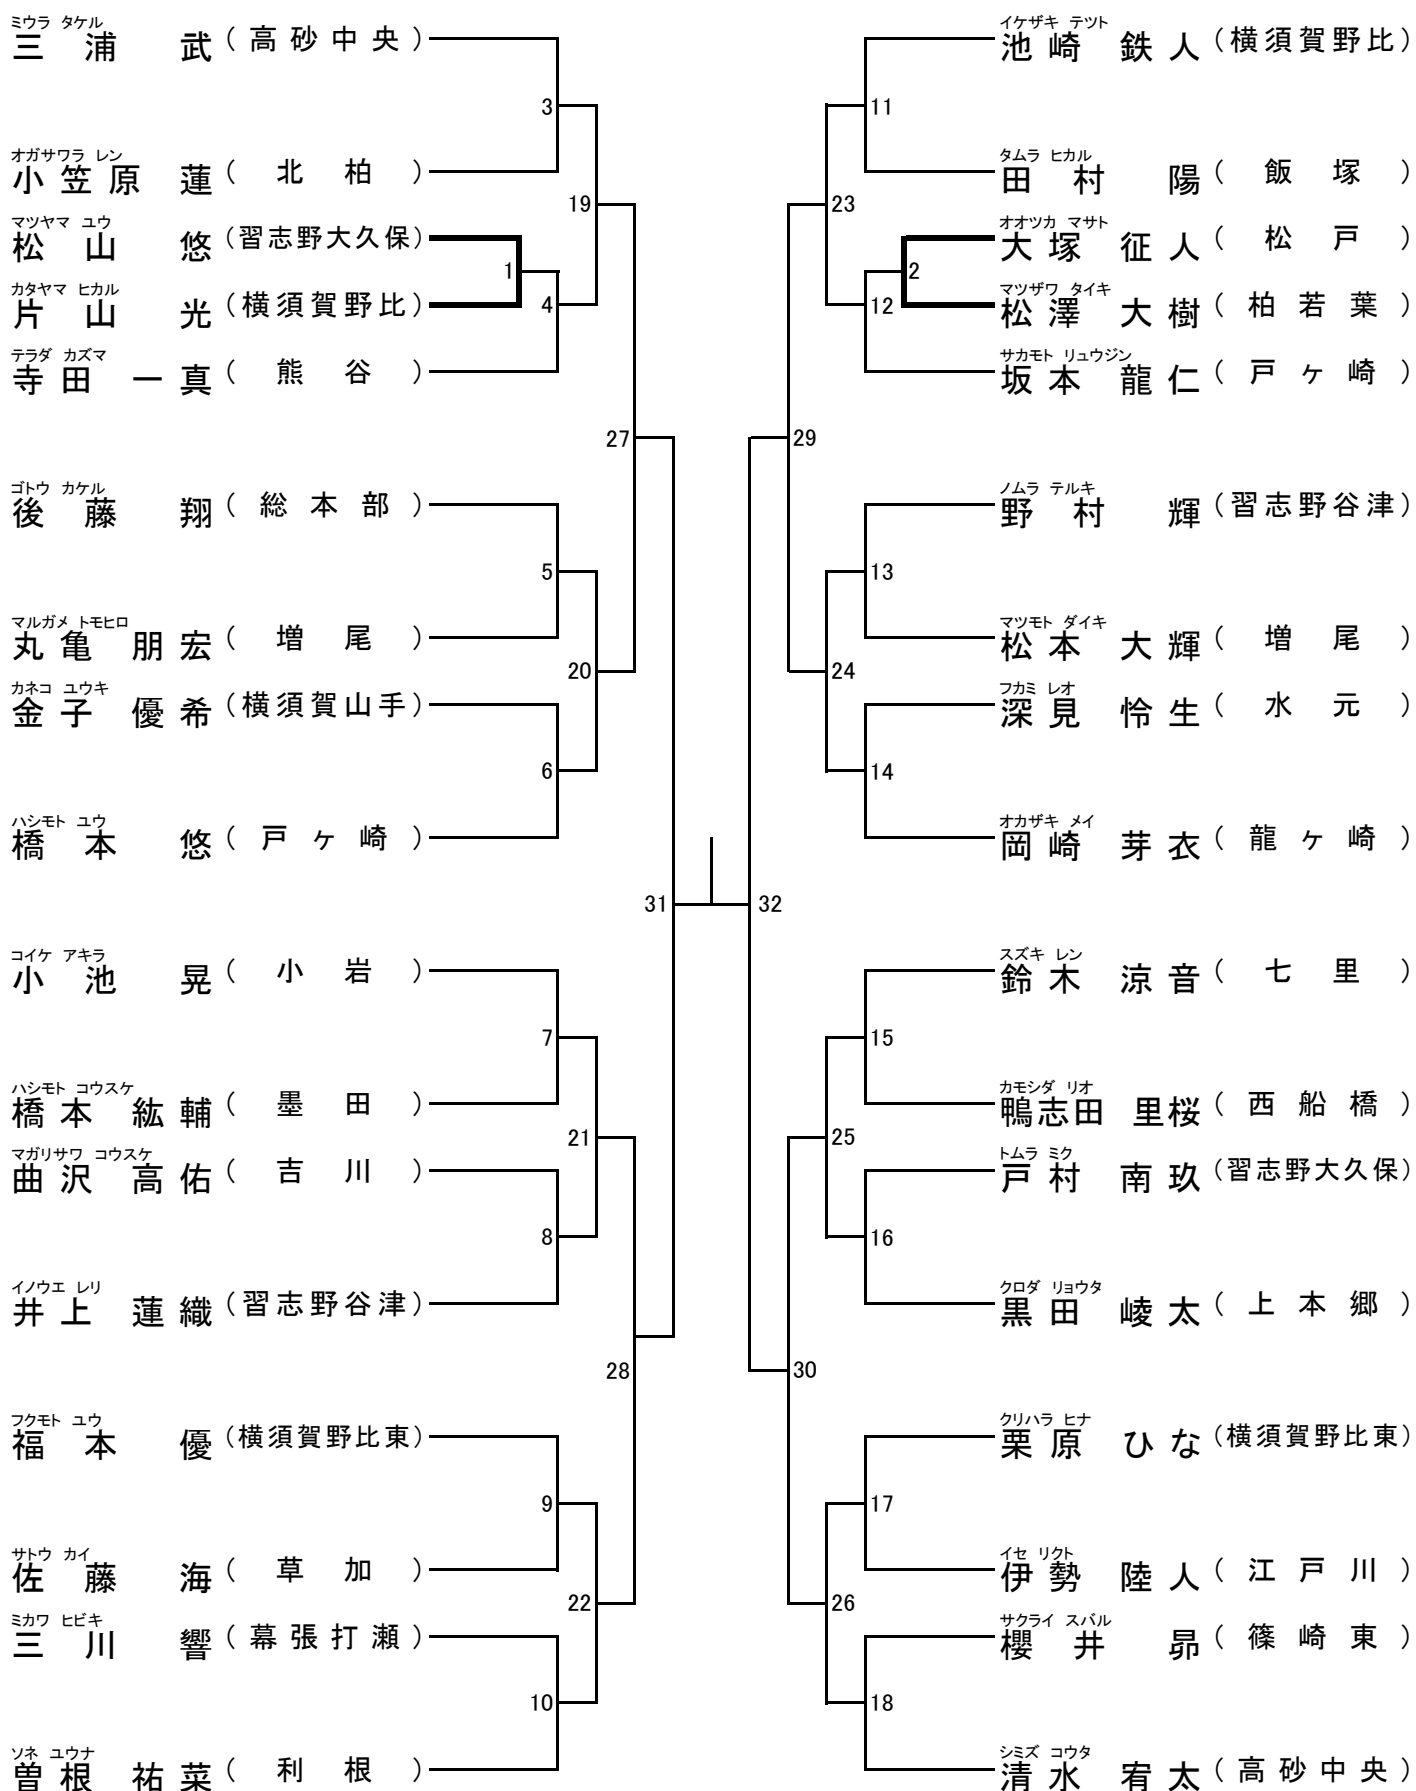 ミウラ タケル
三浦 武 (高砂中央)
3
オガサワラ レン
小笠原 蓮 (北柏)
19
マツヤマ ユウ
松山 悠 (習志野大久保)
1
カタヤマ ヒカル
片山 光 (横須賀野比)
4
テラダ カズマ
寺田 一真 (熊谷)
27
ゴトウ カケル
後藤 翔 (総本部)
5
マルガメ トモヒロ
丸亀 朋宏 (増尾)
20
カネコ ユウキ
金子 優希 (横須賀山手)
6
ハシモト ユウ
橋本 悠 (戸ヶ崎)
31
コイケ アキラ
小池 晃 (小岩)
7
ハシモト コウスケ
橋本 紘輔 (墨田)
21
マガリサワ コウスケ
曲沢 高佑 (吉川)
8
イノウエ レリ
井上 蓮織 (習志野谷津)
28
フクモト ユウ
福本 優 (横須賀野比東)
9
サトウ カイ
佐藤 海 (草加)
22
ミカワ ヒビキ
三川 響 (幕張打瀬)
10
ソネ ユウナ
曽根 祐菜 (利根)
イケザキ テツト
池崎 鉄人 (横須賀野比)
11
タムラ ヒカル
田村 陽 (飯塚)
23
オオツカ マサト
大塚 征人 (松戸)
2
マツザワ タイキ
松澤 大樹 (柏若葉)
12
サカモト リュウジン
坂本 龍仁 (戸ヶ崎)
29
ノムラ テルキ
野村 輝 (習志野谷津)
13
マツモト ダイキ
松本 大輝 (増尾)
24
フカミ レオ
深見 怜生 (水元)
14
オカザキ メイ
岡崎 芽衣 (龍ヶ崎)
32
スズキ レン
鈴木 涼音 (七里)
15
カモシダ リオ
鴨志田 里桜 (西船橋)
25
トムラ ミク
戸村 南玖 (習志野大久保)
16
クロダ リョウタ
黒田 崚太 (上本郷)
30
クリハラ ヒナ
栗原 ひな (横須賀野比東)
17
イセ リクト
伊勢 陸人 (江戸川)
26
サクライ スバル
櫻井 昴 (篠崎東)
18
シミズ コウタ
清水 宥太 (高砂中央)